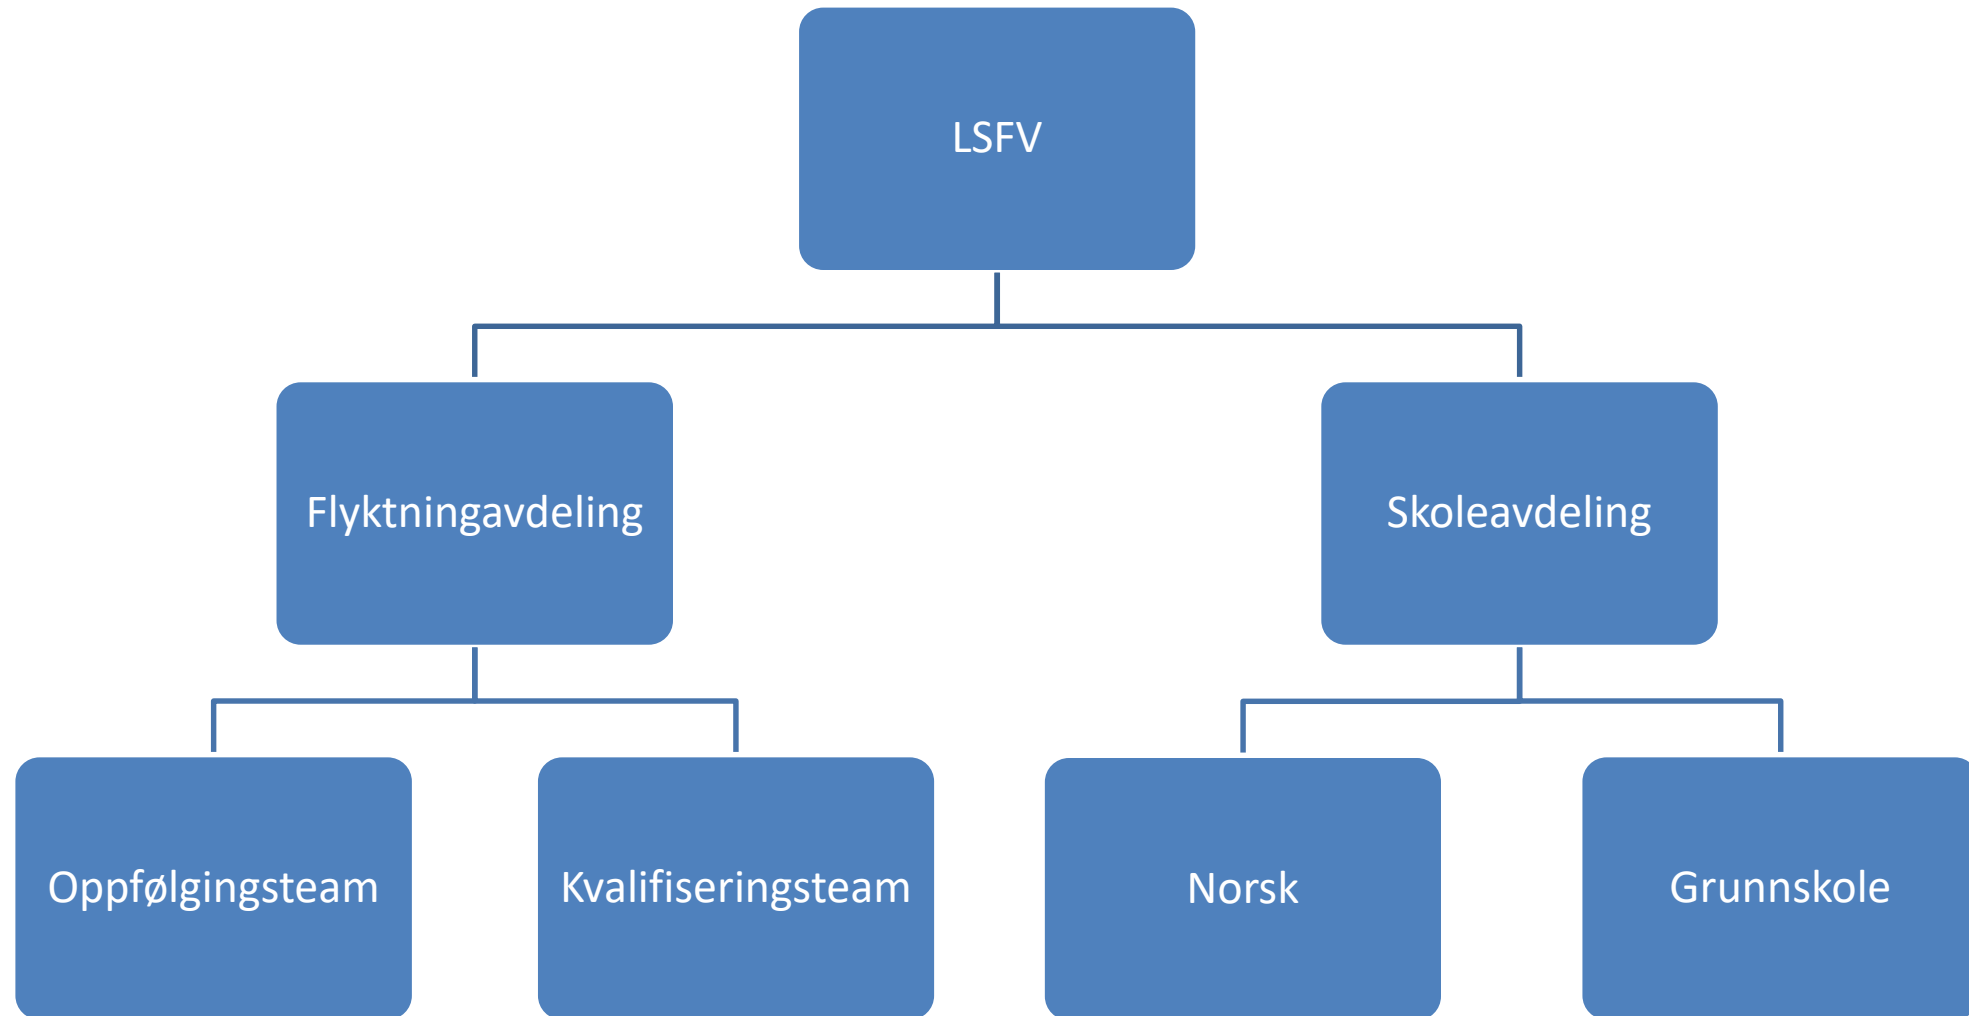 LSFV
Flyktningavdeling
Skoleavdeling
Oppfølgingsteam
Kvalifiseringsteam
Norsk
Grunnskole